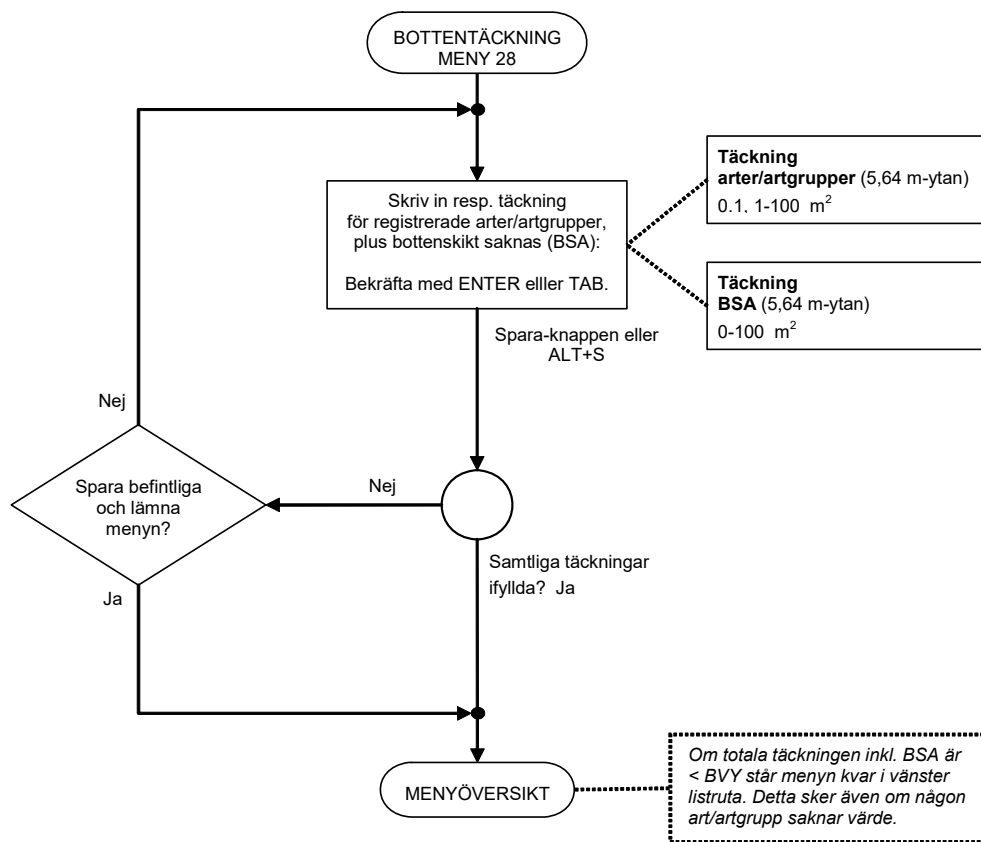 BOTTENTÄCKNING
MENY 28
Skriv in resp. täckning
för registrerade arter/artgrupper,
plus bottenskikt saknas (BSA):
Bekräfta med ENTER elller TAB.
Täckning
arter/artgrupper (5,64 m-ytan)
0.1, 1-100 m²
Täckning
BSA (5,64 m-ytan)
0-100 m²
Spara-knappen eller
ALT+S
Nej
Spara befintliga
och lämna
menyn?
Nej
Ja
Samtliga täckningar
ifyllda? Ja
MENYÖVERSIKT
Om totala täckningen inkl. BSA är
< BVY står menyn kvar i vänster
listruta. Detta sker även om någon
art/artgrupp saknar värde.